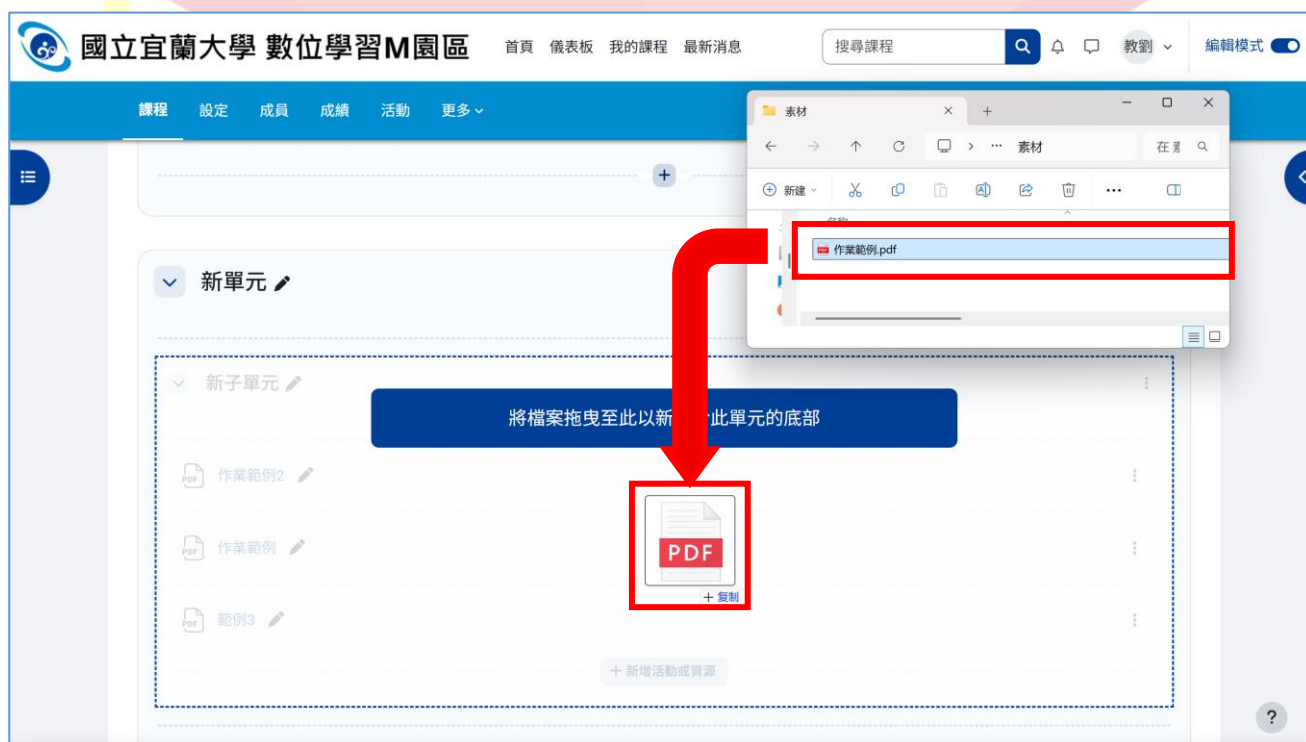 國立宜蘭大學 數位學習M園區
首頁 儀表板 我的課程 最新消息
搜尋課程
教劉
編輯模式
課程 設定 成員 成績 活動 更多
素材
素材
新建
名称
作業範例.pdf
新單元
新子單元
將檔案拖曳至此以新 此單元的底部
PDF 作業範例2
PDF 作業範例
PDF
+ 复制
PDF 範例3
+ 新增活動或資源
?